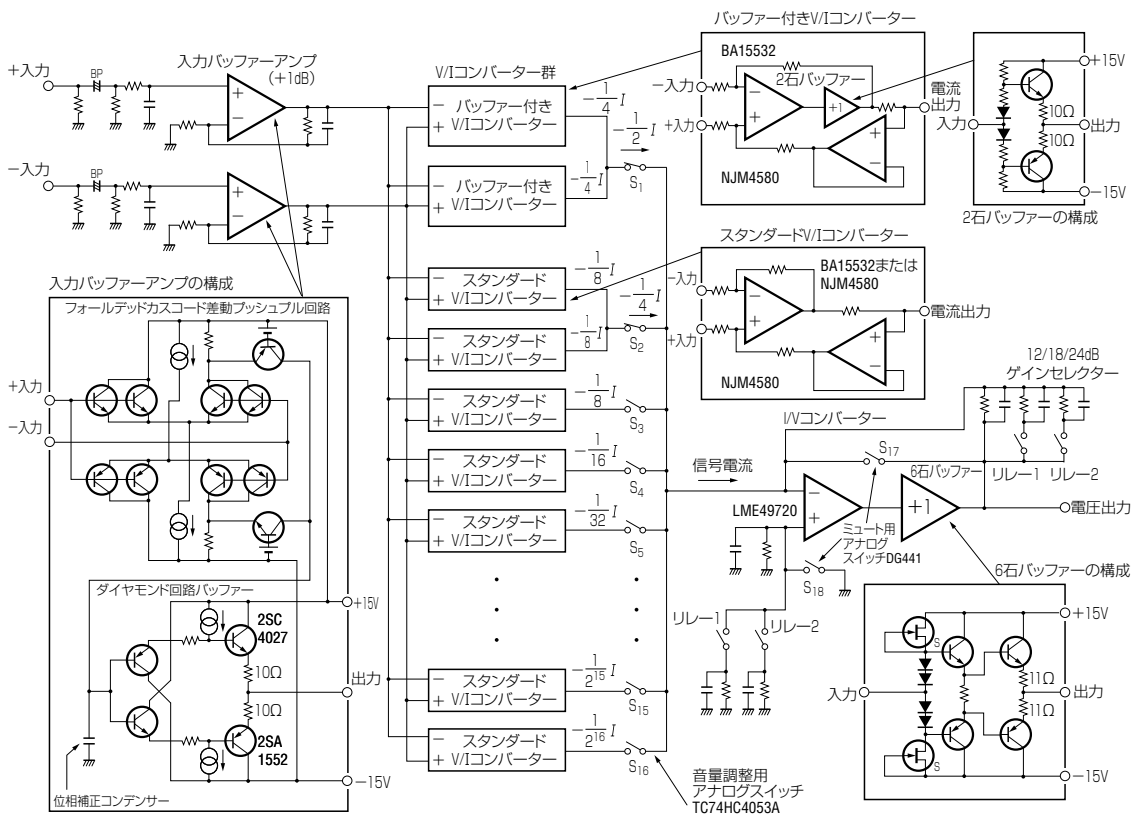 バッファー付きV/Iコンバーター
入力バッファーアンプ
(+1dB)
+入力
BP
+
−
−入力
BP
+
−
V/Iコンバーター群
− バッファー付き
+ V/Iコンバーター
−1/4 I
−1/2 I
S1
− バッファー付き
+ V/Iコンバーター
−1/4 I
− スタンダード
+ V/Iコンバーター
−1/8 I
−1/4 I
S2
− スタンダード
+ V/Iコンバーター
−1/8 I
− スタンダード
+ V/Iコンバーター
−1/8 I
S3
− スタンダード
+ V/Iコンバーター
−1/16 I
S4
− スタンダード
+ V/Iコンバーター
−1/32 I
S5
− スタンダード
+ V/Iコンバーター
−1/2^15 I
S15
− スタンダード
+ V/Iコンバーター
−1/2^16 I
S16
音量調整用
アナログスイッチ
TC74HC4053A
BA15532
2石バッファー
−入力
+入力
−
+
+1
+
−
電流
出力
NJM4580
+15V
10Ω
入力
出力
10Ω
−15V
2石バッファーの構成
スタンダードV/Iコンバーター
BA15532または
NJM4580
−入力
+入力
−
+
+
−
電流出力
NJM4580
12/18/24dB
ゲインセレクター
I/Vコンバーター
S17
信号電流
6石バッファー
リレー1
リレー2
−
+
LME49720
+1
電圧出力
ミュート用
アナログ
スイッチDG441
S18
リレー1
リレー2
6石バッファーの構成
+15V
S
11Ω
入力
出力
11Ω
S
−15V
入力バッファーアンプの構成
フォールデッドカスコード差動プッシュプル回路
+入力
−入力
ダイヤモンド回路バッファー
+15V
2SC
4027
10Ω
出力
10Ω
2SA
1552
−15V
位相補正コンデンサー